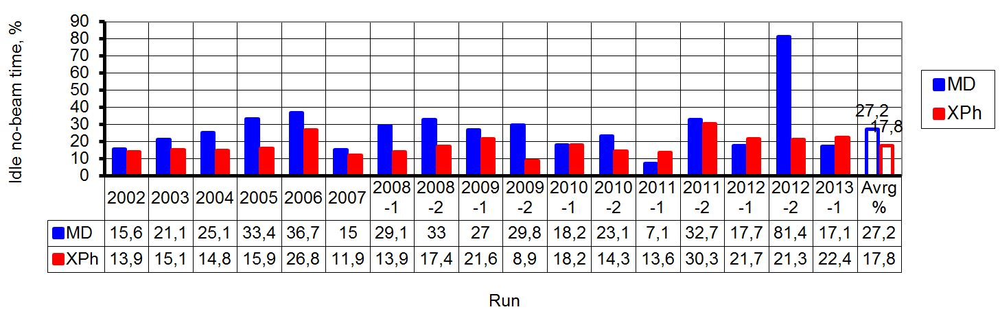 Idle no-beam time, %
90
80
70
60
50
40
30
20
10
0
27,2
17,8
MD
XPh
2002 2003 2004 2005 2006 2007 2008 -1 2008 -2 2009 -1 2009 -2 2010 -1 2010 -2 2011 -1 2011 -2 2012 -1 2012 -2 2013 -1 Avrg %
MD 15,6 21,1 25,1 33,4 36,7 15 29,1 33 27 29,8 18,2 23,1 7,1 32,7 17,7 81,4 17,1 27,2
XPh 13,9 15,1 14,8 15,9 26,8 11,9 13,9 17,4 21,6 8,9 18,2 14,3 13,6 30,3 21,7 21,3 22,4 17,8
Run